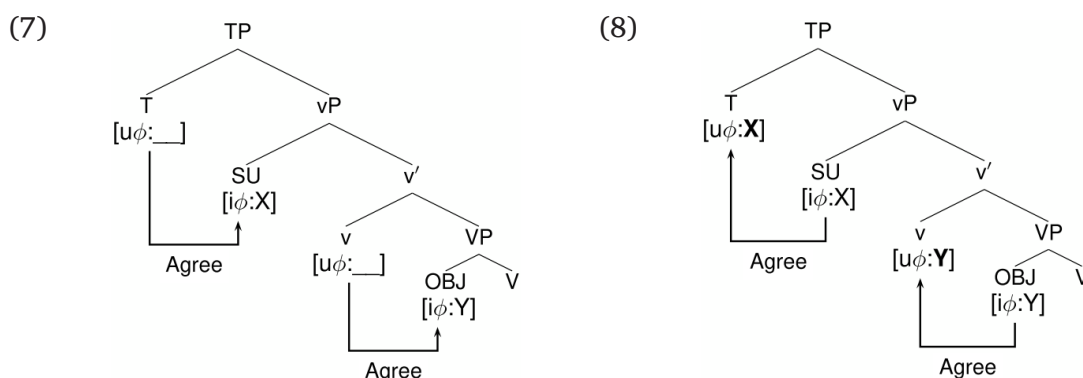 (7)
TP
T
vP
[uϕ:__]
SU
v′
[iϕ:X]
v
VP
Agree
[uϕ:__]
OBJ
V
[iϕ:Y]
Agree
(8)
TP
T
vP
[uϕ:X]
SU
v′
[iϕ:X]
v
VP
Agree
[uϕ:Y]
OBJ
V
[iϕ:Y]
Agree